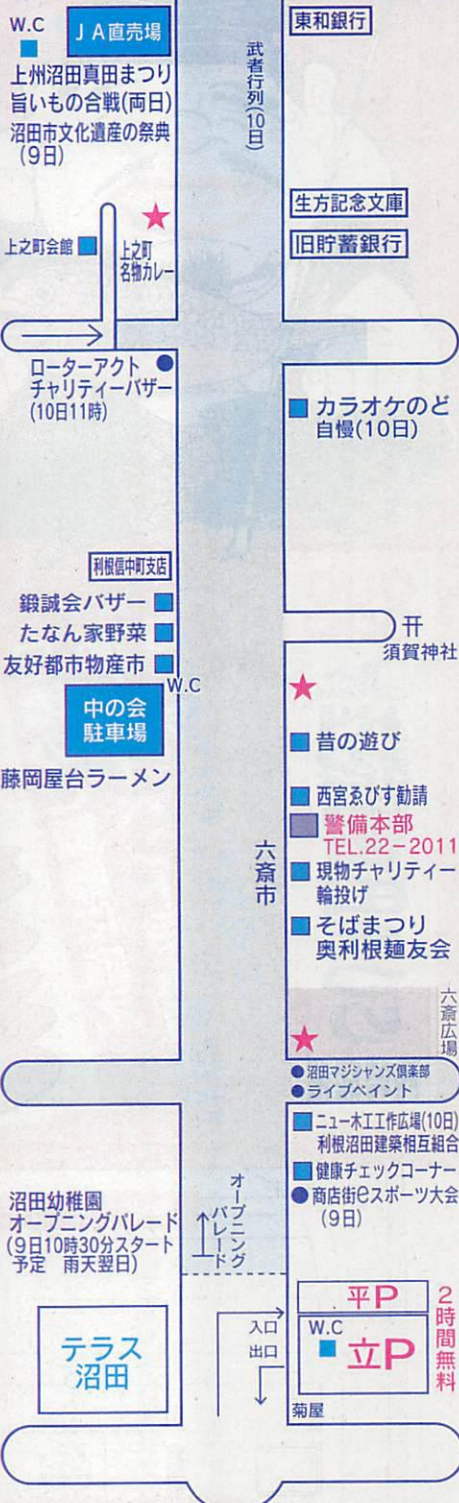 W.C
JA直売場
上州沼田真田まつり
旨いもの合戦(両日)
沼田市文化遺産の祭典
(9日)
武者行列(10日)
東和銀行
生方記念文庫
旧貯蓄銀行
上之町会館
上之町
名物カレー
ローターアクト
チャリティーバザー
(10日11時)
カラオケのど
自慢(10日)
利根信中町支店
鍛誠会バザー
たなん家野菜
友好都市物産市
W.C
中の会
駐車場
藤岡屋台ラーメン
須賀神社
昔の遊び
西宮ゑびす勧請
警備本部
TEL.22-2011
現物チャリティー
輪投げ
そばまつり
奥利根麺友会
六斎市
六斎広場
沼田マジシャンズ倶楽部
ライブペイント
ニュー木工工作広場(10日)
利根沼田建築相互組合
健康チェックコーナー
商店街eスポーツ大会
(9日)
沼田幼稚園
オープニングパレード
(9日10時30分スタート
予定 雨天翌日)
オープニング
パレード
テラス
沼田
入口
出口
平P
W.C
立P
2時間無料
菊屋